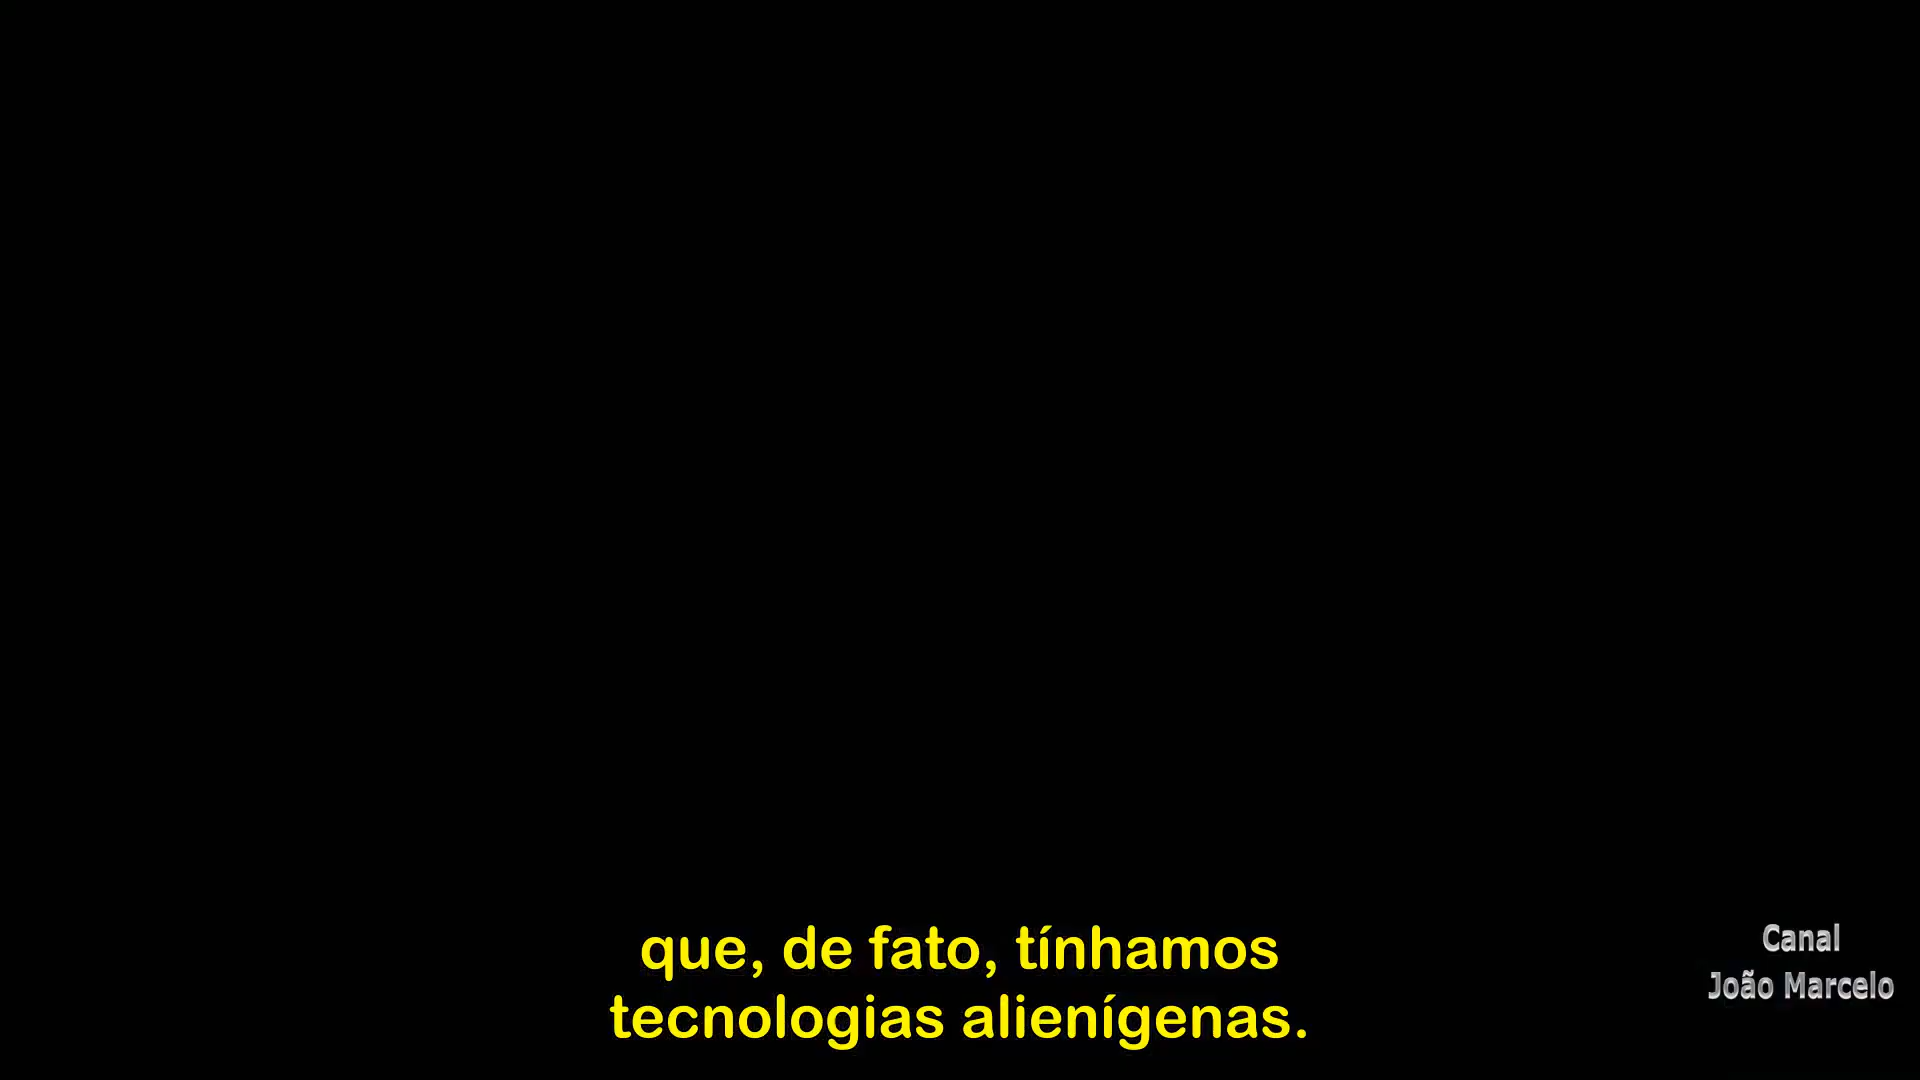 que, de fato, tínhamos
tecnologias alienígenas.
Canal
João Marcelo